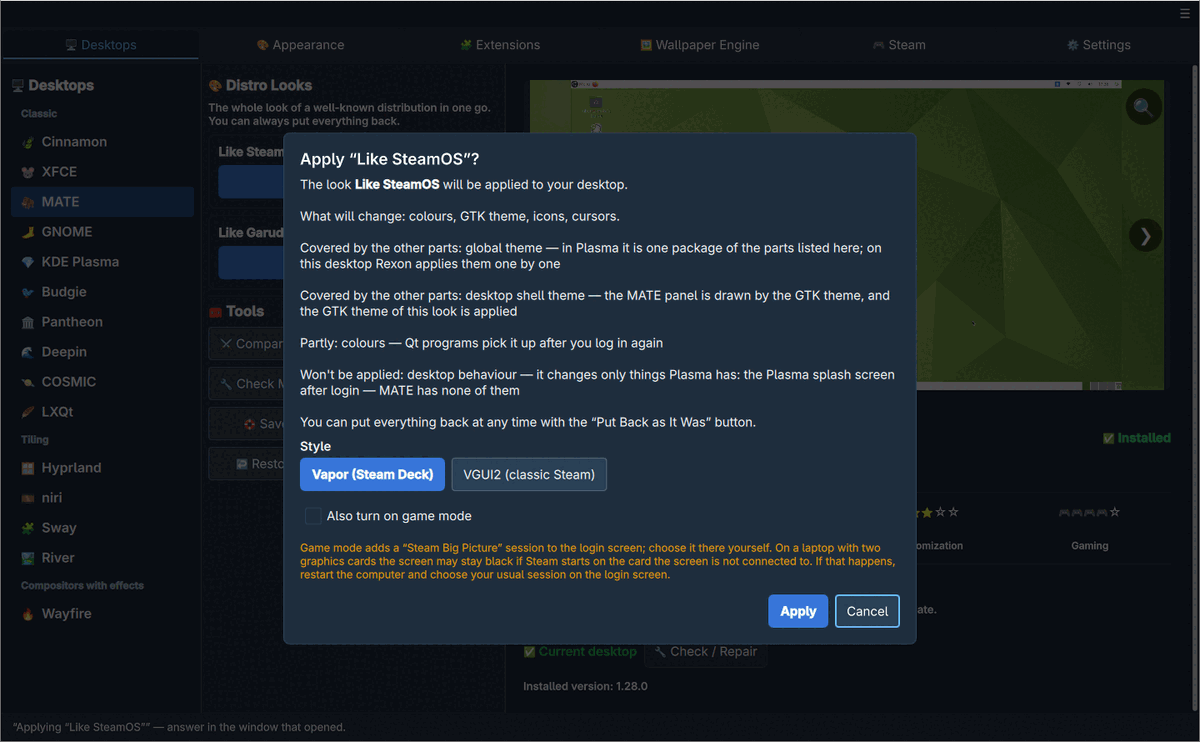 Desktops
Appearance
Extensions
Wallpaper Engine
Steam
Settings
Desktops
Classic
Cinnamon
XFCE
MATE
GNOME
KDE Plasma
Budgie
Pantheon
Deepin
COSMIC
LXQt
Tiling
Hyprland
niri
Sway
River
Compositors with effects
Wayfire
Distro Looks
The whole look of a well-known distribution in one go.
You can always put everything back.
Like Steam
Like Garud
Tools
Compar
Check M
Save
Resto
Apply “Like SteamOS”?
The look Like SteamOS will be applied to your desktop.
What will change: colours, GTK theme, icons, cursors.
Covered by the other parts: global theme — in Plasma it is one package of the parts listed here; on
this desktop Rexon applies them one by one
Covered by the other parts: desktop shell theme — the MATE panel is drawn by the GTK theme, and
the GTK theme of this look is applied
Partly: colours — Qt programs pick it up after you log in again
Won't be applied: desktop behaviour — it changes only things Plasma has: the Plasma splash screen
after login — MATE has none of them
You can put everything back at any time with the “Put Back as It Was” button.
Style
Vapor (Steam Deck)
VGUI2 (classic Steam)
Also turn on game mode
Game mode adds a “Steam Big Picture” session to the login screen; choose it there yourself. On a laptop with two
graphics cards the screen may stay black if Steam starts on the card the screen is not connected to. If that happens,
restart the computer and choose your usual session on the login screen.
Apply
Cancel
Installed
omization
Gaming
ate.
Current desktop
Check / Repair
Installed version: 1.28.0
“Applying “Like SteamOS”” — answer in the window that opened.